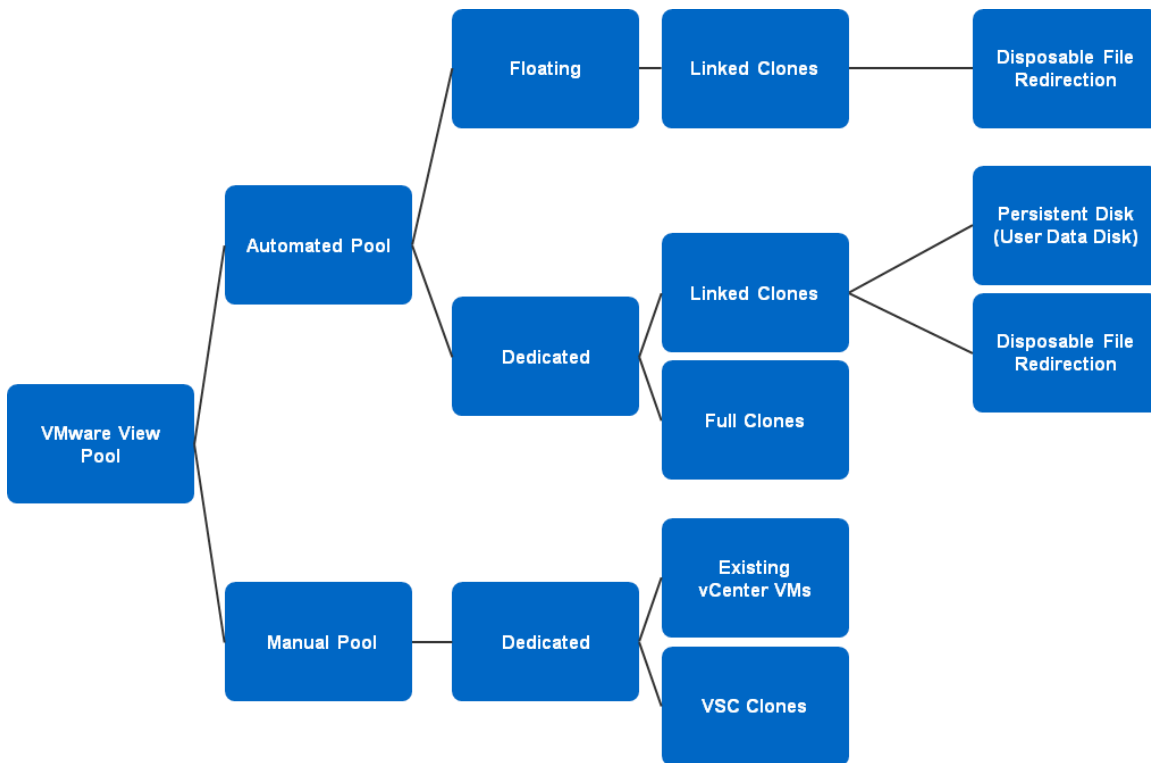 Floating
Linked Clones
Disposable File
Redirection
Automated Pool
Persistent Disk
(User Data Disk)
Linked Clones
Dedicated
Disposable File
Redirection
Full Clones
VMware View
Pool
Existing
vCenter VMs
Manual Pool
Dedicated
VSC Clones